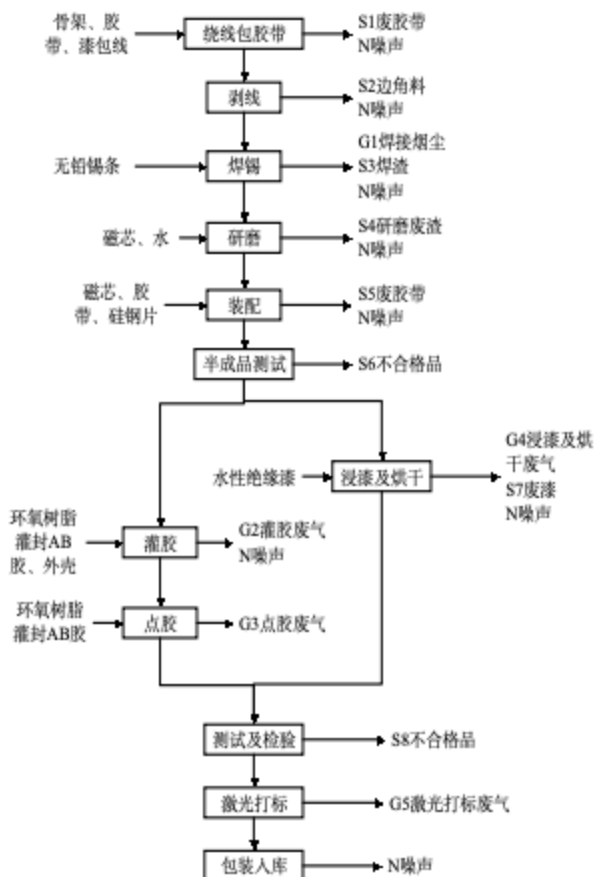 骨架、胶
带、漆包线
绕线包胶带
S1废胶带
N噪声
剥线
S2边角料
N噪声
无铅锡条
焊锡
G1焊接烟尘
S3焊渣
N噪声
磁芯、水
研磨
S4研磨废渣
N噪声
磁芯、胶
带、硅钢片
装配
S5废胶带
N噪声
半成品测试
S6不合格品
水性绝缘漆
浸漆及烘干
G4浸漆及烘
干废气
S7废漆
N噪声
环氧树脂
灌封AB
胶、外壳
灌胶
G2灌胶废气
N噪声
环氧树脂
灌封AB胶
点胶
G3点胶废气
测试及检验
S8不合格品
激光打标
G5激光打标废气
包装入库
N噪声